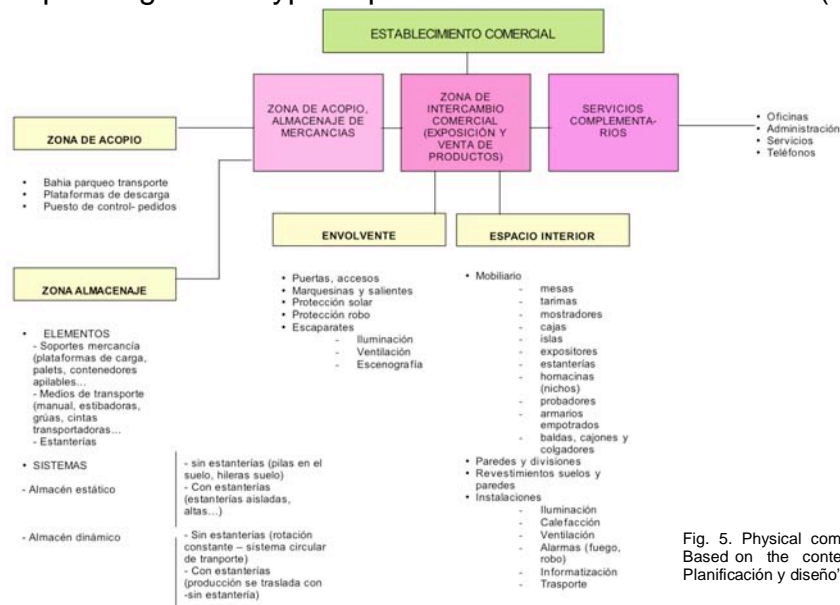 ESTABLECIMIENTO COMERCIAL
ZONA DE ACOPIO,
ALMACENAJE DE
MERCANCIAS
ZONA DE
INTERCAMBIO
COMERCIAL
(EXPOSICIÓN Y
VENTA DE
PRODUCTOS)
SERVICIOS
COMPLEMENTA-
RIOS
• Oficinas
• Administración
• Servicios
• Teléfonos
ZONA DE ACOPIO
• Bahia parqueo transporte
• Plataformas de descarga
• Puesto de control- pedidos
ZONA ALMACENAJE
• ELEMENTOS
- Soportes mercancía
(plataformas de carga,
palets, contenedores
apilables...
- Medios de transporte
(manual, estibadoras,
grúas, cintas
transportadoras...
- Estanterías
• SISTEMAS
- Almacén estático
- sin estanterías (pilas en el
suelo, hileras suelo)
- Con estanterías
(estanterías aisladas,
altas...)
- Almacén dinámico
- Sin estanterías (rotación
constante – sistema circular
de tranporte)
- Con estanterías
(producción se traslada con
-sin estantería)
ENVOLVENTE
• Puertas, accesos
• Marquesinas y salientes
• Protección solar
• Protección robo
• Escaparates
- Iluminación
- Ventilación
- Escenografía
ESPACIO INTERIOR
• Mobiliario
- mesas
- tarimas
- mostradores
- cajas
- islas
- expositores
- estanterías
- hornacinas
(nichos)
- probadores
- armarios
empotrados
- baldas, cajones y
colgadores
• Paredes y divisiones
• Revestimientos suelos y
paredes
• Instalaciones
- Iluminación
- Calefacción
- Ventilación
- Alarmas (fuego,
robo)
- Informatización
- Trasporte
Fig. 5. Physical com
Based on the conte
Planificación y diseño"